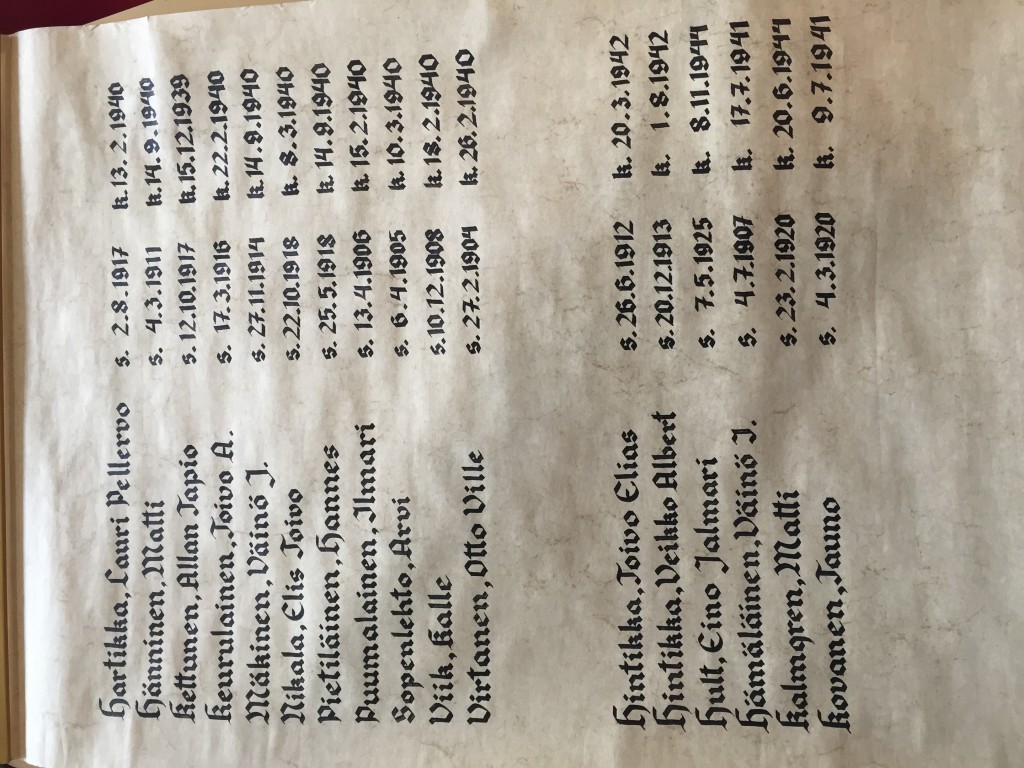 Hartikka, Lauri Pellervo s. 2.8.1917 k. 13.2.1940
Hänninen, Matti s. 4.3.1911 k. 14.9.1940
Kettunen, Allan Tapio s. 12.10.1917 k. 15.12.1939
Keurulainen, Toivo A. s. 17.3.1916 k. 22.2.1940
Mäkinen, Väinö J. s. 27.11.1914 k. 14.9.1940
Nikala, Elis Toivo s. 22.10.1918 k. 8.3.1940
Pietiläinen, Hannes s. 25.5.1918 k. 14.9.1940
Puumalainen, Ilmari s. 13.4.1906 k. 15.2.1940
Sopenlehto, Arvi s. 6.4.1905 k. 10.3.1940
Viik, Kalle s. 10.12.1908 k. 18.2.1940
Virtanen, Otto Ville s. 27.2.1904 k. 26.2.1940
Hintikka, Toivo Elias s. 26.6.1912 k. 20.3.1942
Hintikka, Veikko Albert s. 20.12.1913 k. 1.8.1942
Hult, Eino Jalmari s. 7.5.1925 k. 8.11.1944
Hämäläinen, Väinö J. s. 4.7.1907 k. 17.7.1941
Kalmgren, Matti s. 23.2.1920 k. 20.6.1944
Kovanen, Tauno s. 4.3.1920 k. 9.7.1941